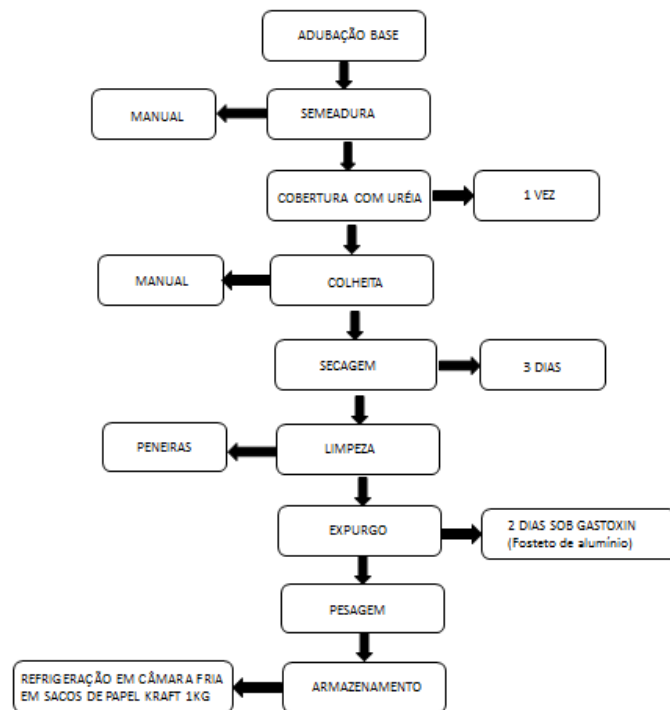 ADUBAÇÃO BASE
MANUAL
SEMEADURA
COBERTURA COM URÉIA
1 VEZ
MANUAL
COLHEITA
SECAGEM
3 DIAS
PENEIRAS
LIMPEZA
EXPURGO
2 DIAS SOB GASTOXIN
(Fosteto de alumínio)
PESAGEM
REFRIGERAÇÃO EM CÂMARA FRIA
EM SACOS DE PAPEL KRAFT 1KG
ARMAZENAMENTO